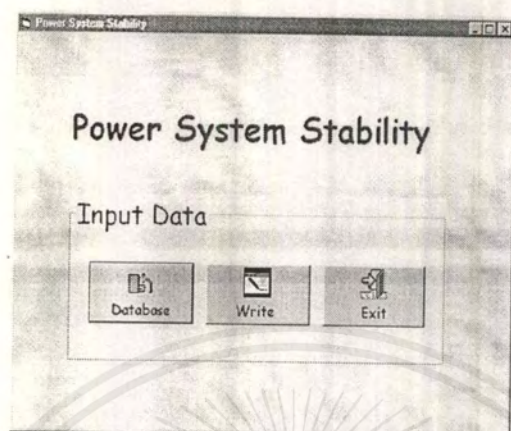 Power System Stability
Power System Stability
Input Data
Database Write Exit